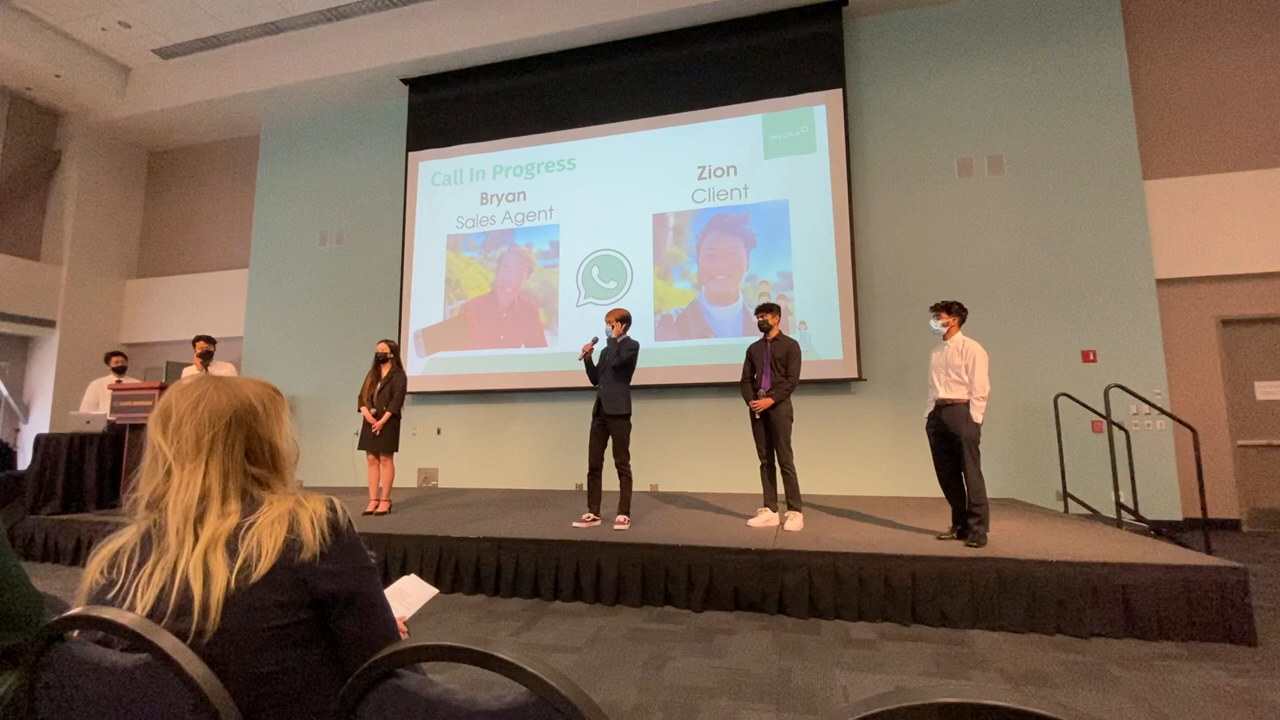 Call in Progress
Bryan
Sales Agent
Zion
Client